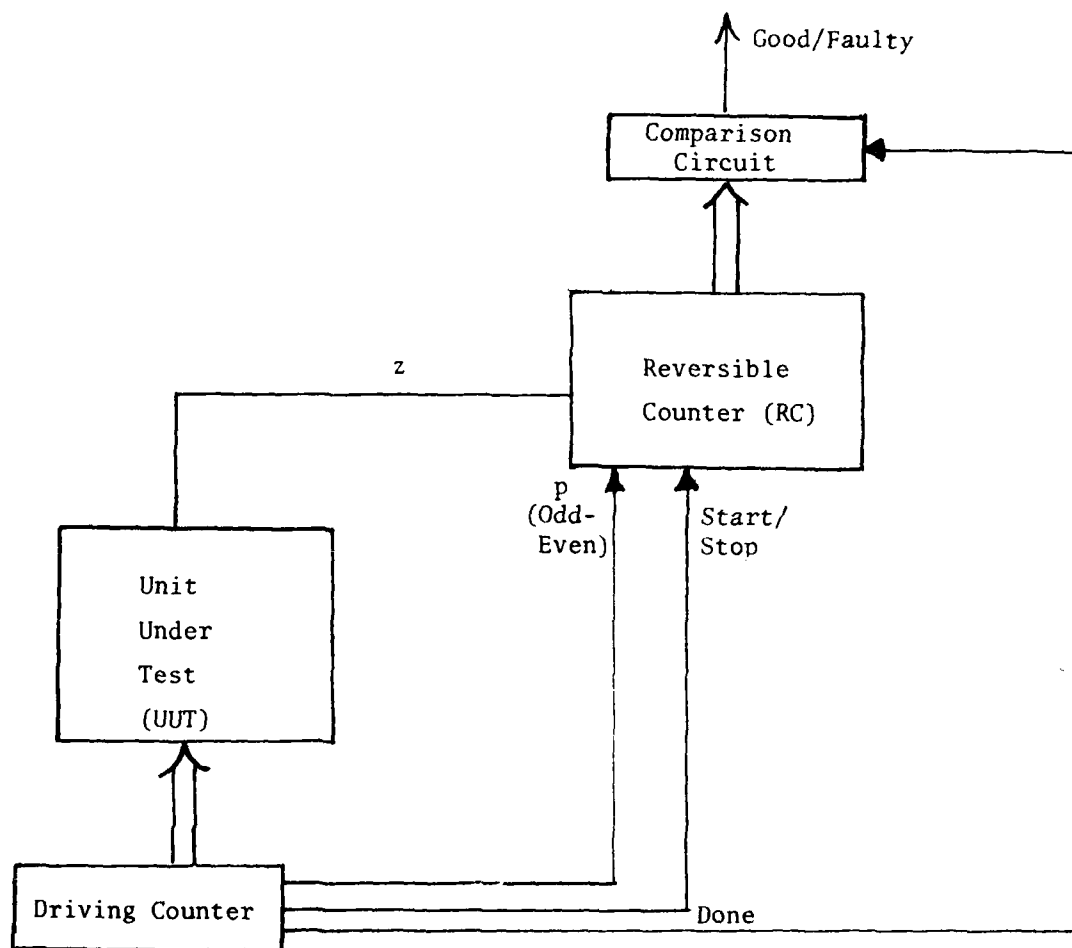 Good/Faulty
Comparison
Circuit
Reversible
Counter (RC)
z
p
(Odd-
Even)
Start/
Stop
Unit
Under
Test
(UUT)
Driving Counter
Done